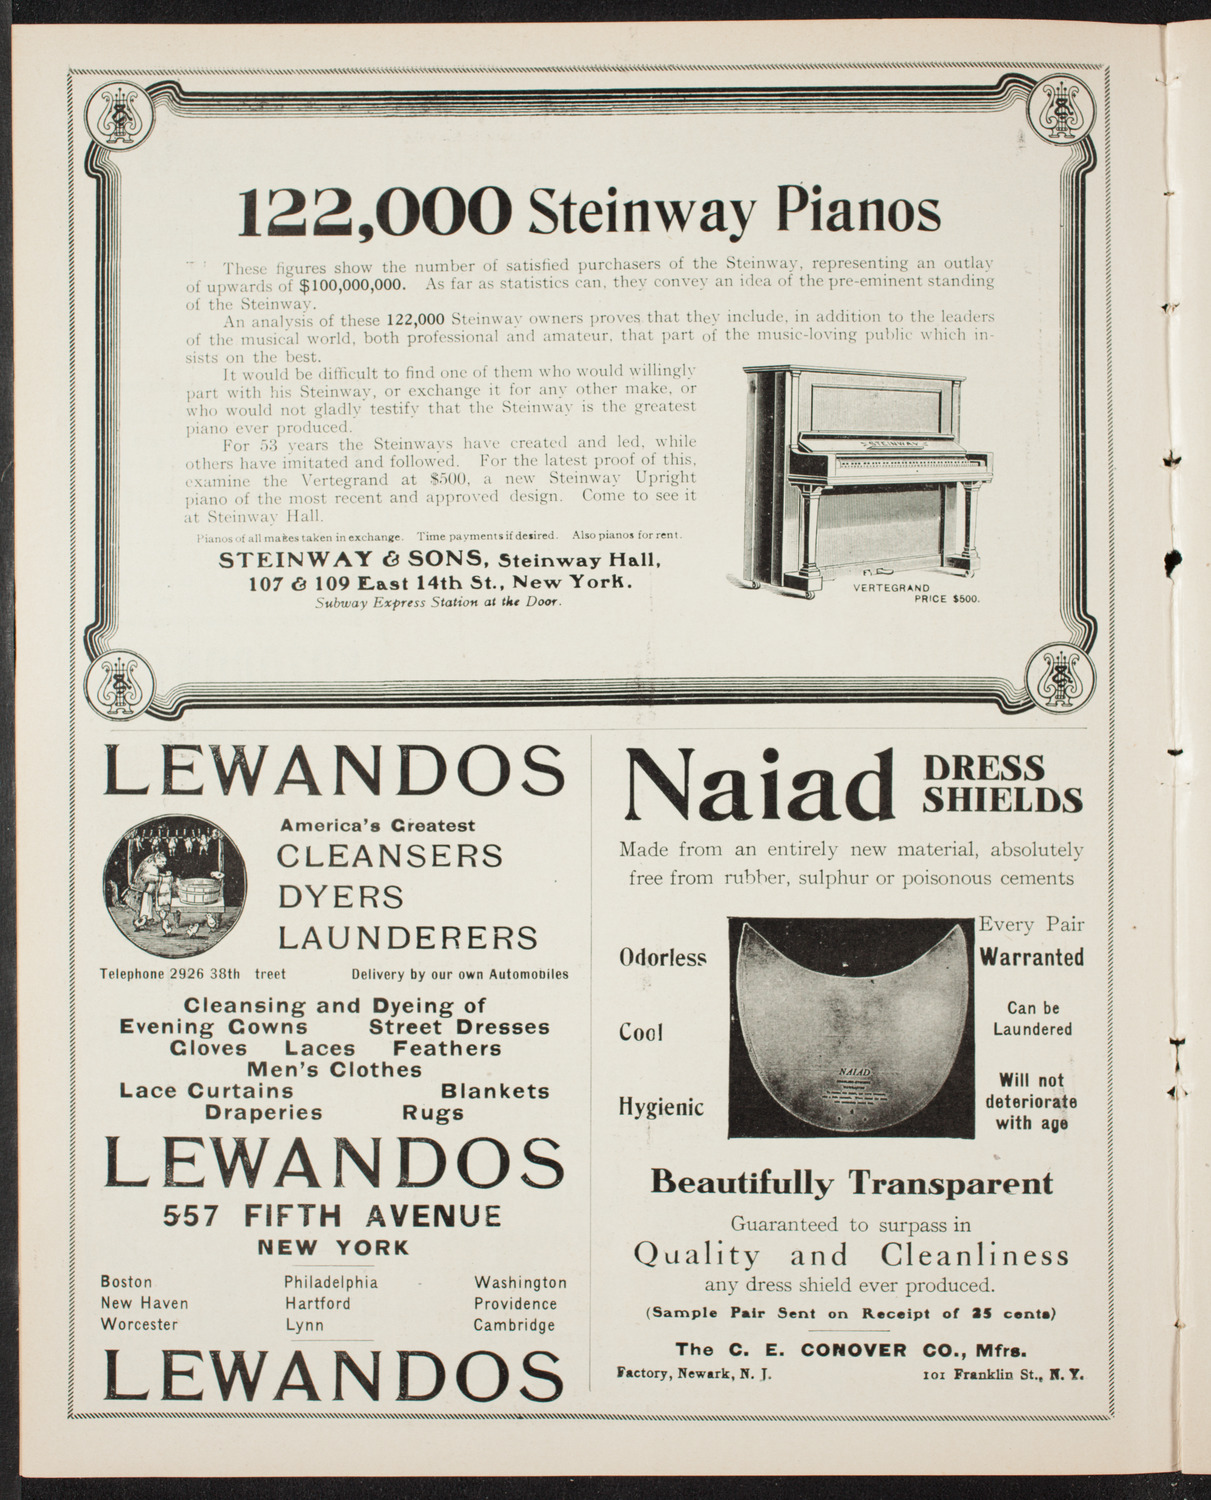 122,000 Steinway Pianos
These figures show the number of satisfied purchasers of the Steinway, representing an outlay
of upwards of $100,000,000. As far as statistics can, they convey an idea of the pre-eminent standing
of the Steinway.
An analysis of these 122,000 Steinway owners proves that they include, in addition to the leaders
of the musical world, both professional and amateur, that part of the music-loving public which in-
sists on the best.
It would be difficult to find one of them who would willingly
part with his Steinway, or exchange it for any other make, or
who would not gladly testify that the Steinway is the greatest
piano ever produced.
For 53 years the Steinways have created and led, while
others have imitated and followed. For the latest proof of this,
examine the Vertegrand at $500, a new Steinway Upright
piano of the most recent and approved design. Come to see it
at Steinway Hall.
Pianos of all makes taken in exchange. Time payments if desired. Also pianos for rent.
STEINWAY & SONS, Steinway Hall,
107 & 109 East 14th St., New York.
Subway Express Station at the Door.
STEINWAY
VERTEGRAND
PRICE $500.
LEWANDOS
America's Greatest
CLEANSERS
DYERS
LAUNDERERS
Telephone 2926 38th treet Delivery by our own Automobiles
Cleansing and Dyeing of
Evening Gowns Street Dresses
Gloves Laces Feathers
Men's Clothes
Lace Curtains Blankets
Draperies Rugs
LEWANDOS
557 FIFTH AVENUE
NEW YORK
Boston Philadelphia Washington
New Haven Hartford Providence
Worcester Lynn Cambridge
LEWANDOS
Naiad DRESS
SHIELDS
Made from an entirely new material, absolutely
free from rubber, sulphur or poisonous cements
Odorless
Cool
Hygienic
NAIAD
Every Pair
Warranted
Can be
Laundered
Will not
deteriorate
with age
Beautifully Transparent
Guaranteed to surpass in
Quality and Cleanliness
any dress shield ever produced.
(Sample Pair Sent on Receipt of 25 cents)
The C. E. CONOVER CO., Mfrs.
Factory, Newark, N. J. 101 Franklin St., N. Y.